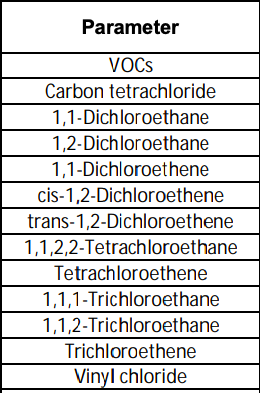 Parameter
VOCs
Carbon tetrachloride
1,1-Dichloroethane
1,2-Dichloroethane
1,1-Dichloroethene
cis-1,2-Dichloroethene
trans-1,2-Dichloroethene
1,1,2,2-Tetrachloroethane
Tetrachloroethene
1,1,1-Trichloroethane
1,1,2-Trichloroethane
Trichloroethene
Vinyl chloride